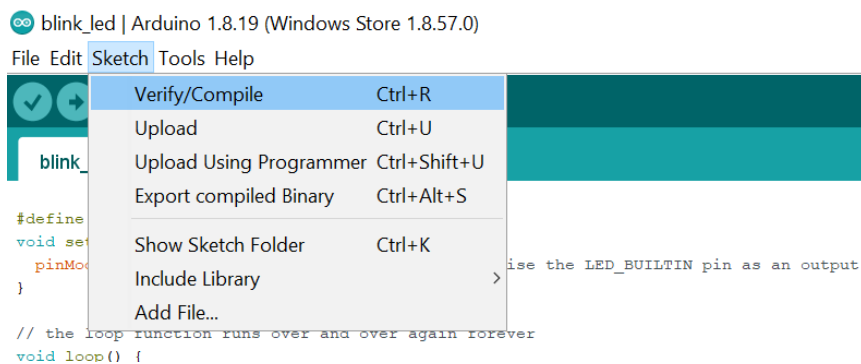 blink_led | Arduino 1.8.19 (Windows Store 1.8.57.0)
File Edit Sketch Tools Help
Verify/Compile Ctrl+R
Upload Ctrl+U
Upload Using Programmer Ctrl+Shift+U
Export compiled Binary Ctrl+Alt+S
Show Sketch Folder Ctrl+K
Include Library
Add File...
blink_
#define
void set
pinMo
ise the LED_BUILTIN pin as an output
}
// the loop function runs over and over again forever
void loop() {